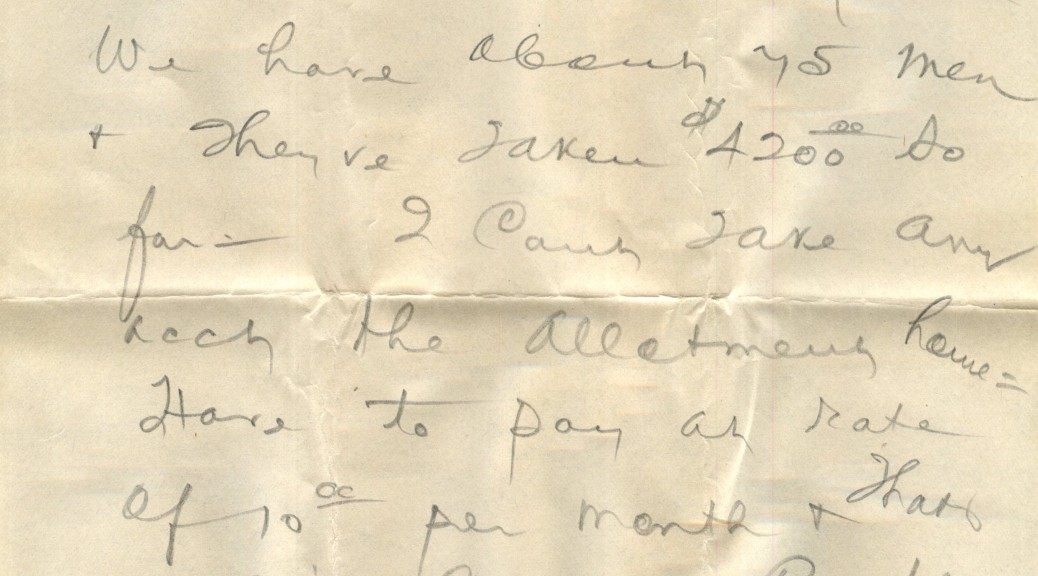 We have about 75 men
+ They've taken $4200.00 so
far - I Can't take any
acct the allotment home =
Have to pay at rate
of 10.00 per month + That's